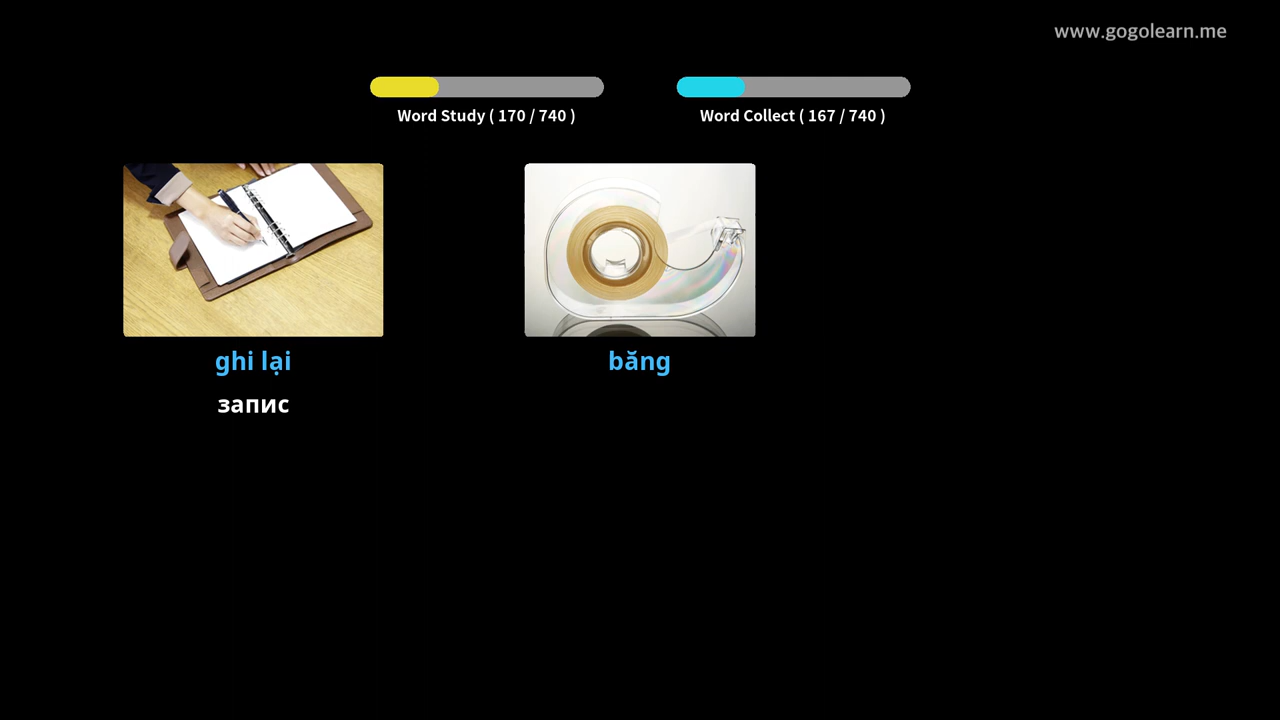 www.gogolearn.me
Word Study ( 170 / 740 )
Word Collect ( 167 / 740 )
ghi lại
băng
запис